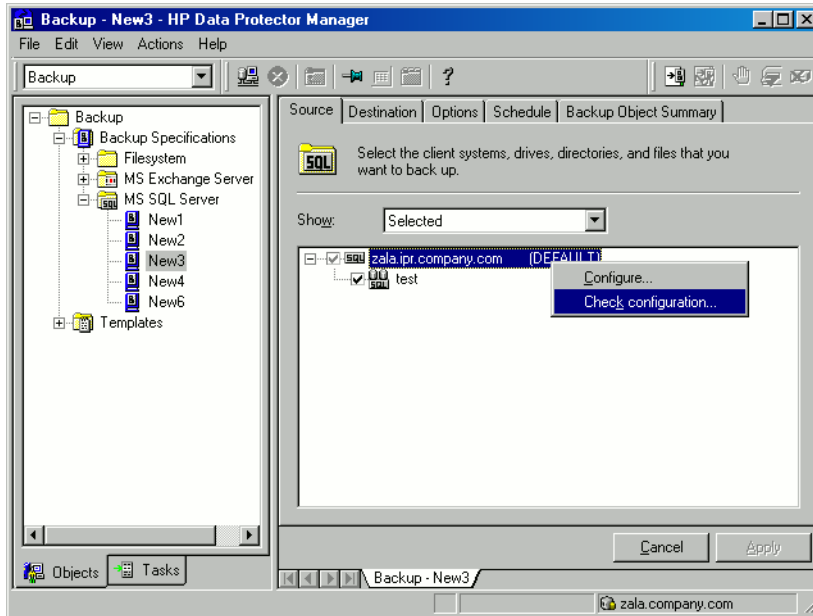 Backup - New3 - HP Data Protector Manager
File Edit View Actions Help
Backup
Source Destination Options Schedule Backup Object Summary
Backup
Backup Specifications
Filesystem
MS Exchange Server
MS SQL Server
New1
New2
New3
New4
New6
Templates
SQL
Select the client systems, drives, directories, and files that you
want to back up.
Show: Selected
SQL zala.ipr.company.com (DEFAULT)
SQL test
Configure...
Check configuration...
Cancel Apply
Objects Tasks
Backup - New3
zala.company.com